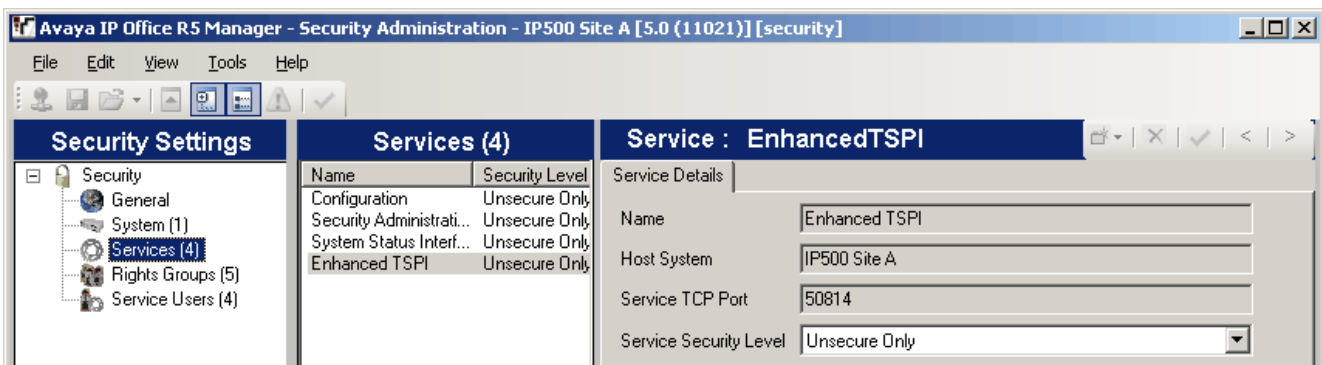 Avaya IP Office R5 Manager - Security Administration - IP500 Site A [5.0 (11021)] [security]
File Edit View Tools Help
Security Settings
Security
General
System (1)
Services (4)
Rights Groups (5)
Service Users (4)
Services (4)
Name Security Level
Configuration Unsecure Only
Security Administrati... Unsecure Only
System Status Interf... Unsecure Only
Enhanced TSPI Unsecure Only
Service : EnhancedTSPI
Service Details
Name Enhanced TSPI
Host System IP500 Site A
Service TCP Port 50814
Service Security Level Unsecure Only